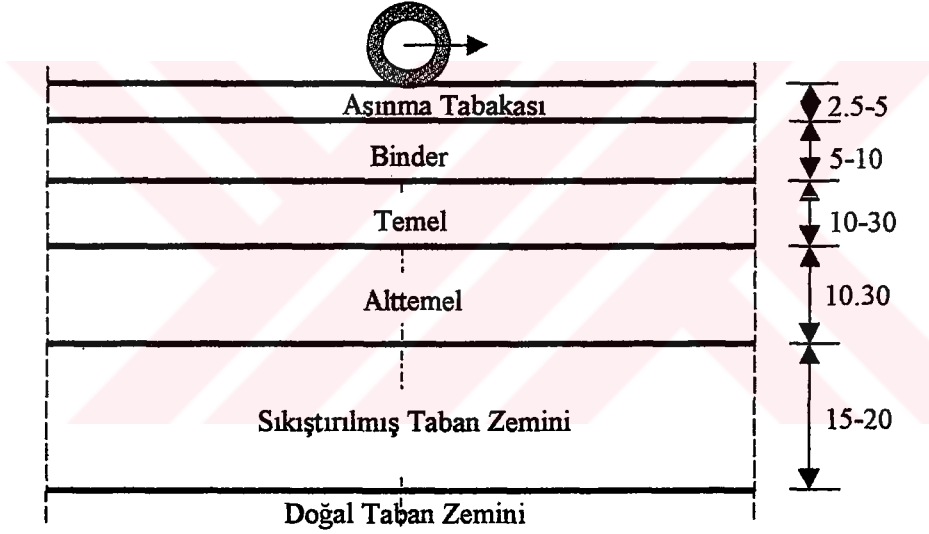 Aşınma Tabakası
2.5-5
Binder
5-10
Temel
10-30
Alttemel
10.30
Sıkıştırılmış Taban Zemini
15-20
Doğal Taban Zemini